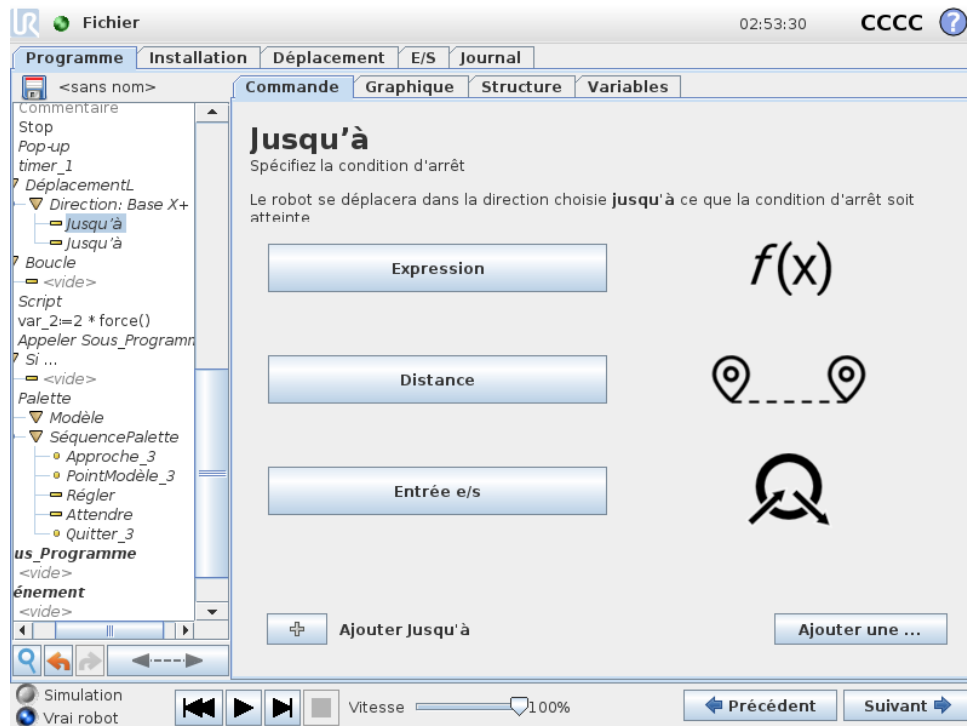 Fichier
02:53:30
CCCC
?
Programme
Installation
Déplacement
E/S
Journal
<sans nom>
Commande
Graphique
Structure
Variables
Commentaire
Stop
Pop-up
timer_1
DéplacementL
Direction: Base X+
Jusqu'à
Jusqu'à
Boucle
<vide>
Script
var_2:=2 * force()
Appeler Sous_Programm
Si ...
<vide>
Palette
Modèle
SéquencePalette
Approche_3
PointModèle_3
Régler
Attendre
Quitter_3
us_Programme
<vide>
énement
<vide>
Jusqu'à
Spécifiez la condition d'arrêt
Le robot se déplacera dans la direction choisie jusqu'à ce que la condition d'arrêt soit
atteinte
Expression
f(x)
Distance
Entrée e/s
Ajouter Jusqu'à
Ajouter une ...
Simulation
Vrai robot
Vitesse
100%
Précédent
Suivant